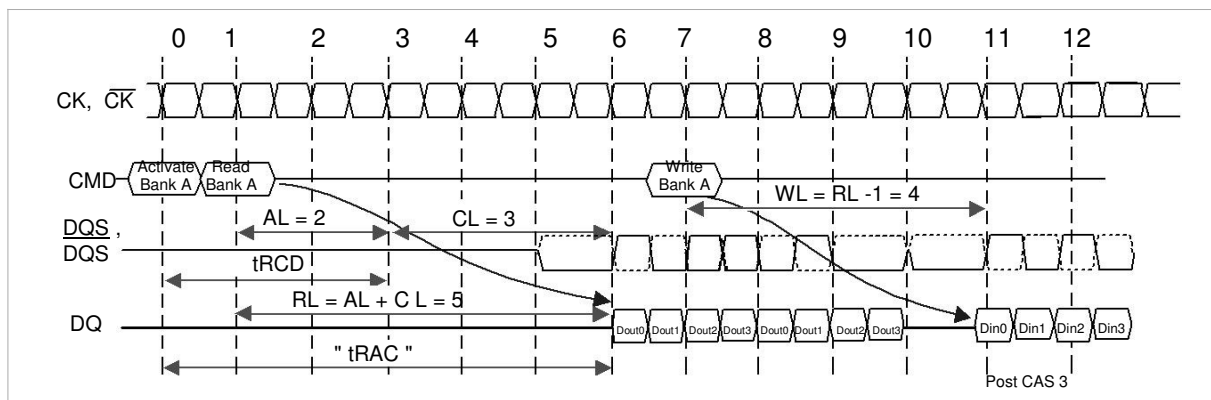 0 1 2 3 4 5 6 7 8 9 10 11 12
CK, CK
CMD
Activate Bank A
Read Bank A
Write Bank A
WL = RL -1 = 4
AL = 2
CL = 3
DQS ,
DQS
tRCD
RL = AL + C L = 5
DQ
Dout0 Dout1 Dout2 Dout3 Dout0 Dout1 Dout2 Dout3
Din0 Din1 Din2 Din3
" tRAC "
Post CAS 3